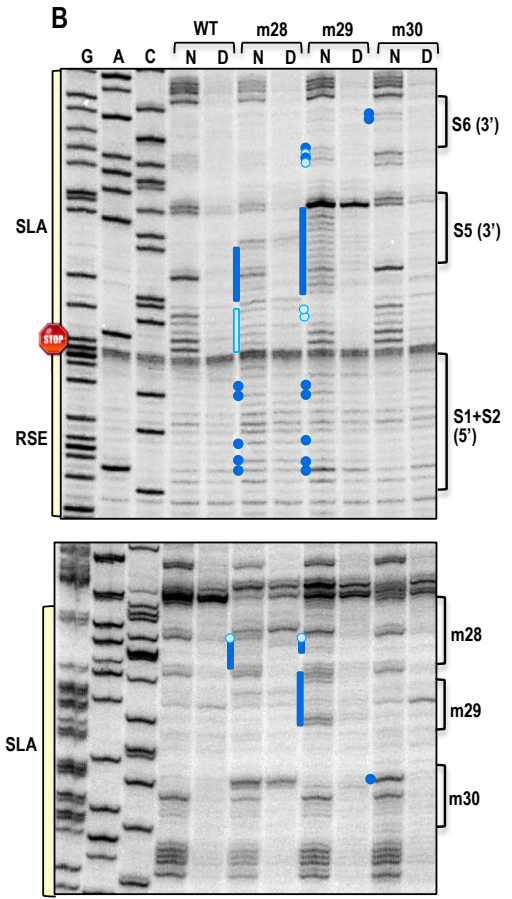 B
WT m28 m29 m30
G A C N D N D N D N D
S6 (3’)
SLA
S5 (3’)
STOP
RSE
S1+S2
(5’)
m28
m29
SLA
m30